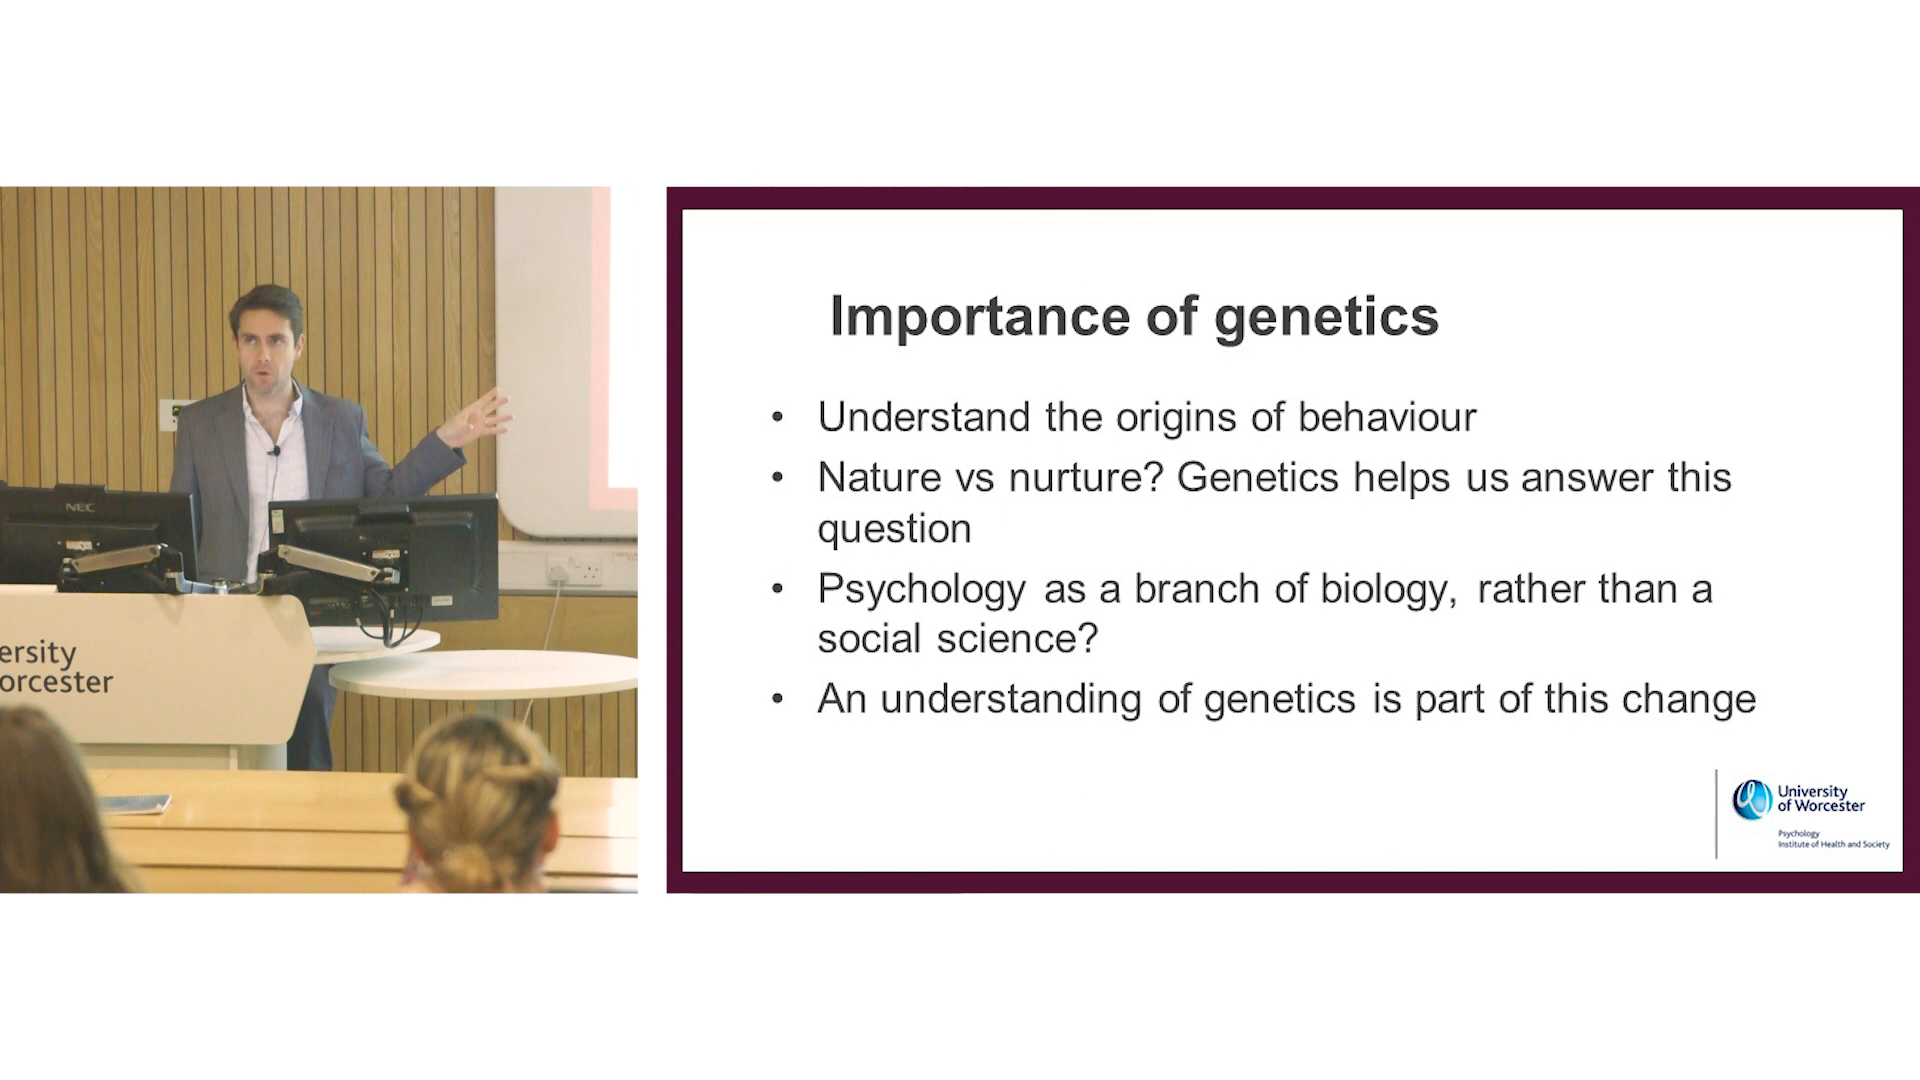 NEC
ersity
orcester
Importance of genetics
• Understand the origins of behaviour
• Nature vs nurture? Genetics helps us answer this
question
• Psychology as a branch of biology, rather than a
social science?
• An understanding of genetics is part of this change
University
of Worcester
Psychology
Institute of Health and Society